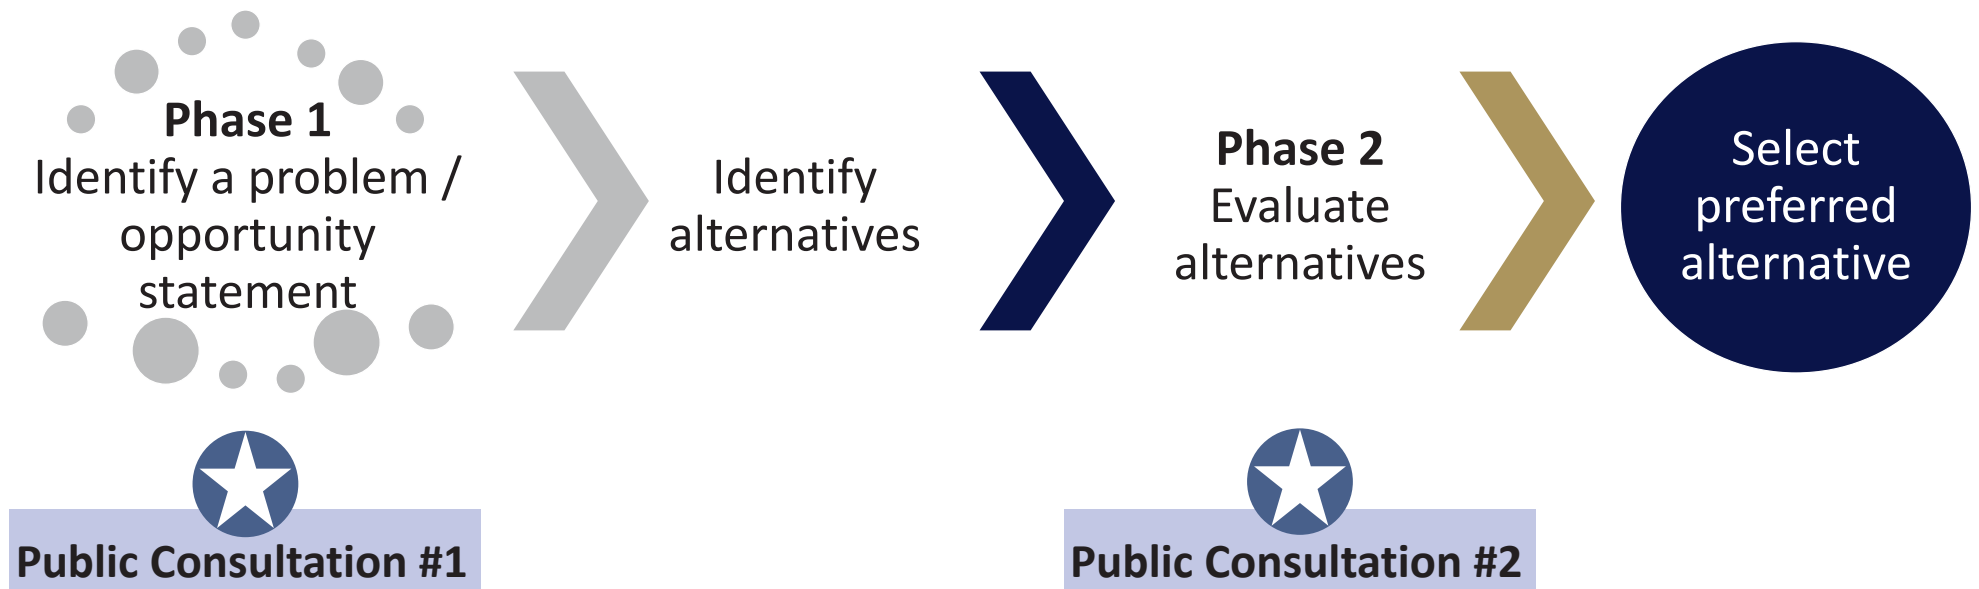 Phase 1
Identify a problem /
opportunity
statement
Identify
alternatives
Phase 2
Evaluate
alternatives
Select
preferred
alternative
Public Consultation #1
Public Consultation #2